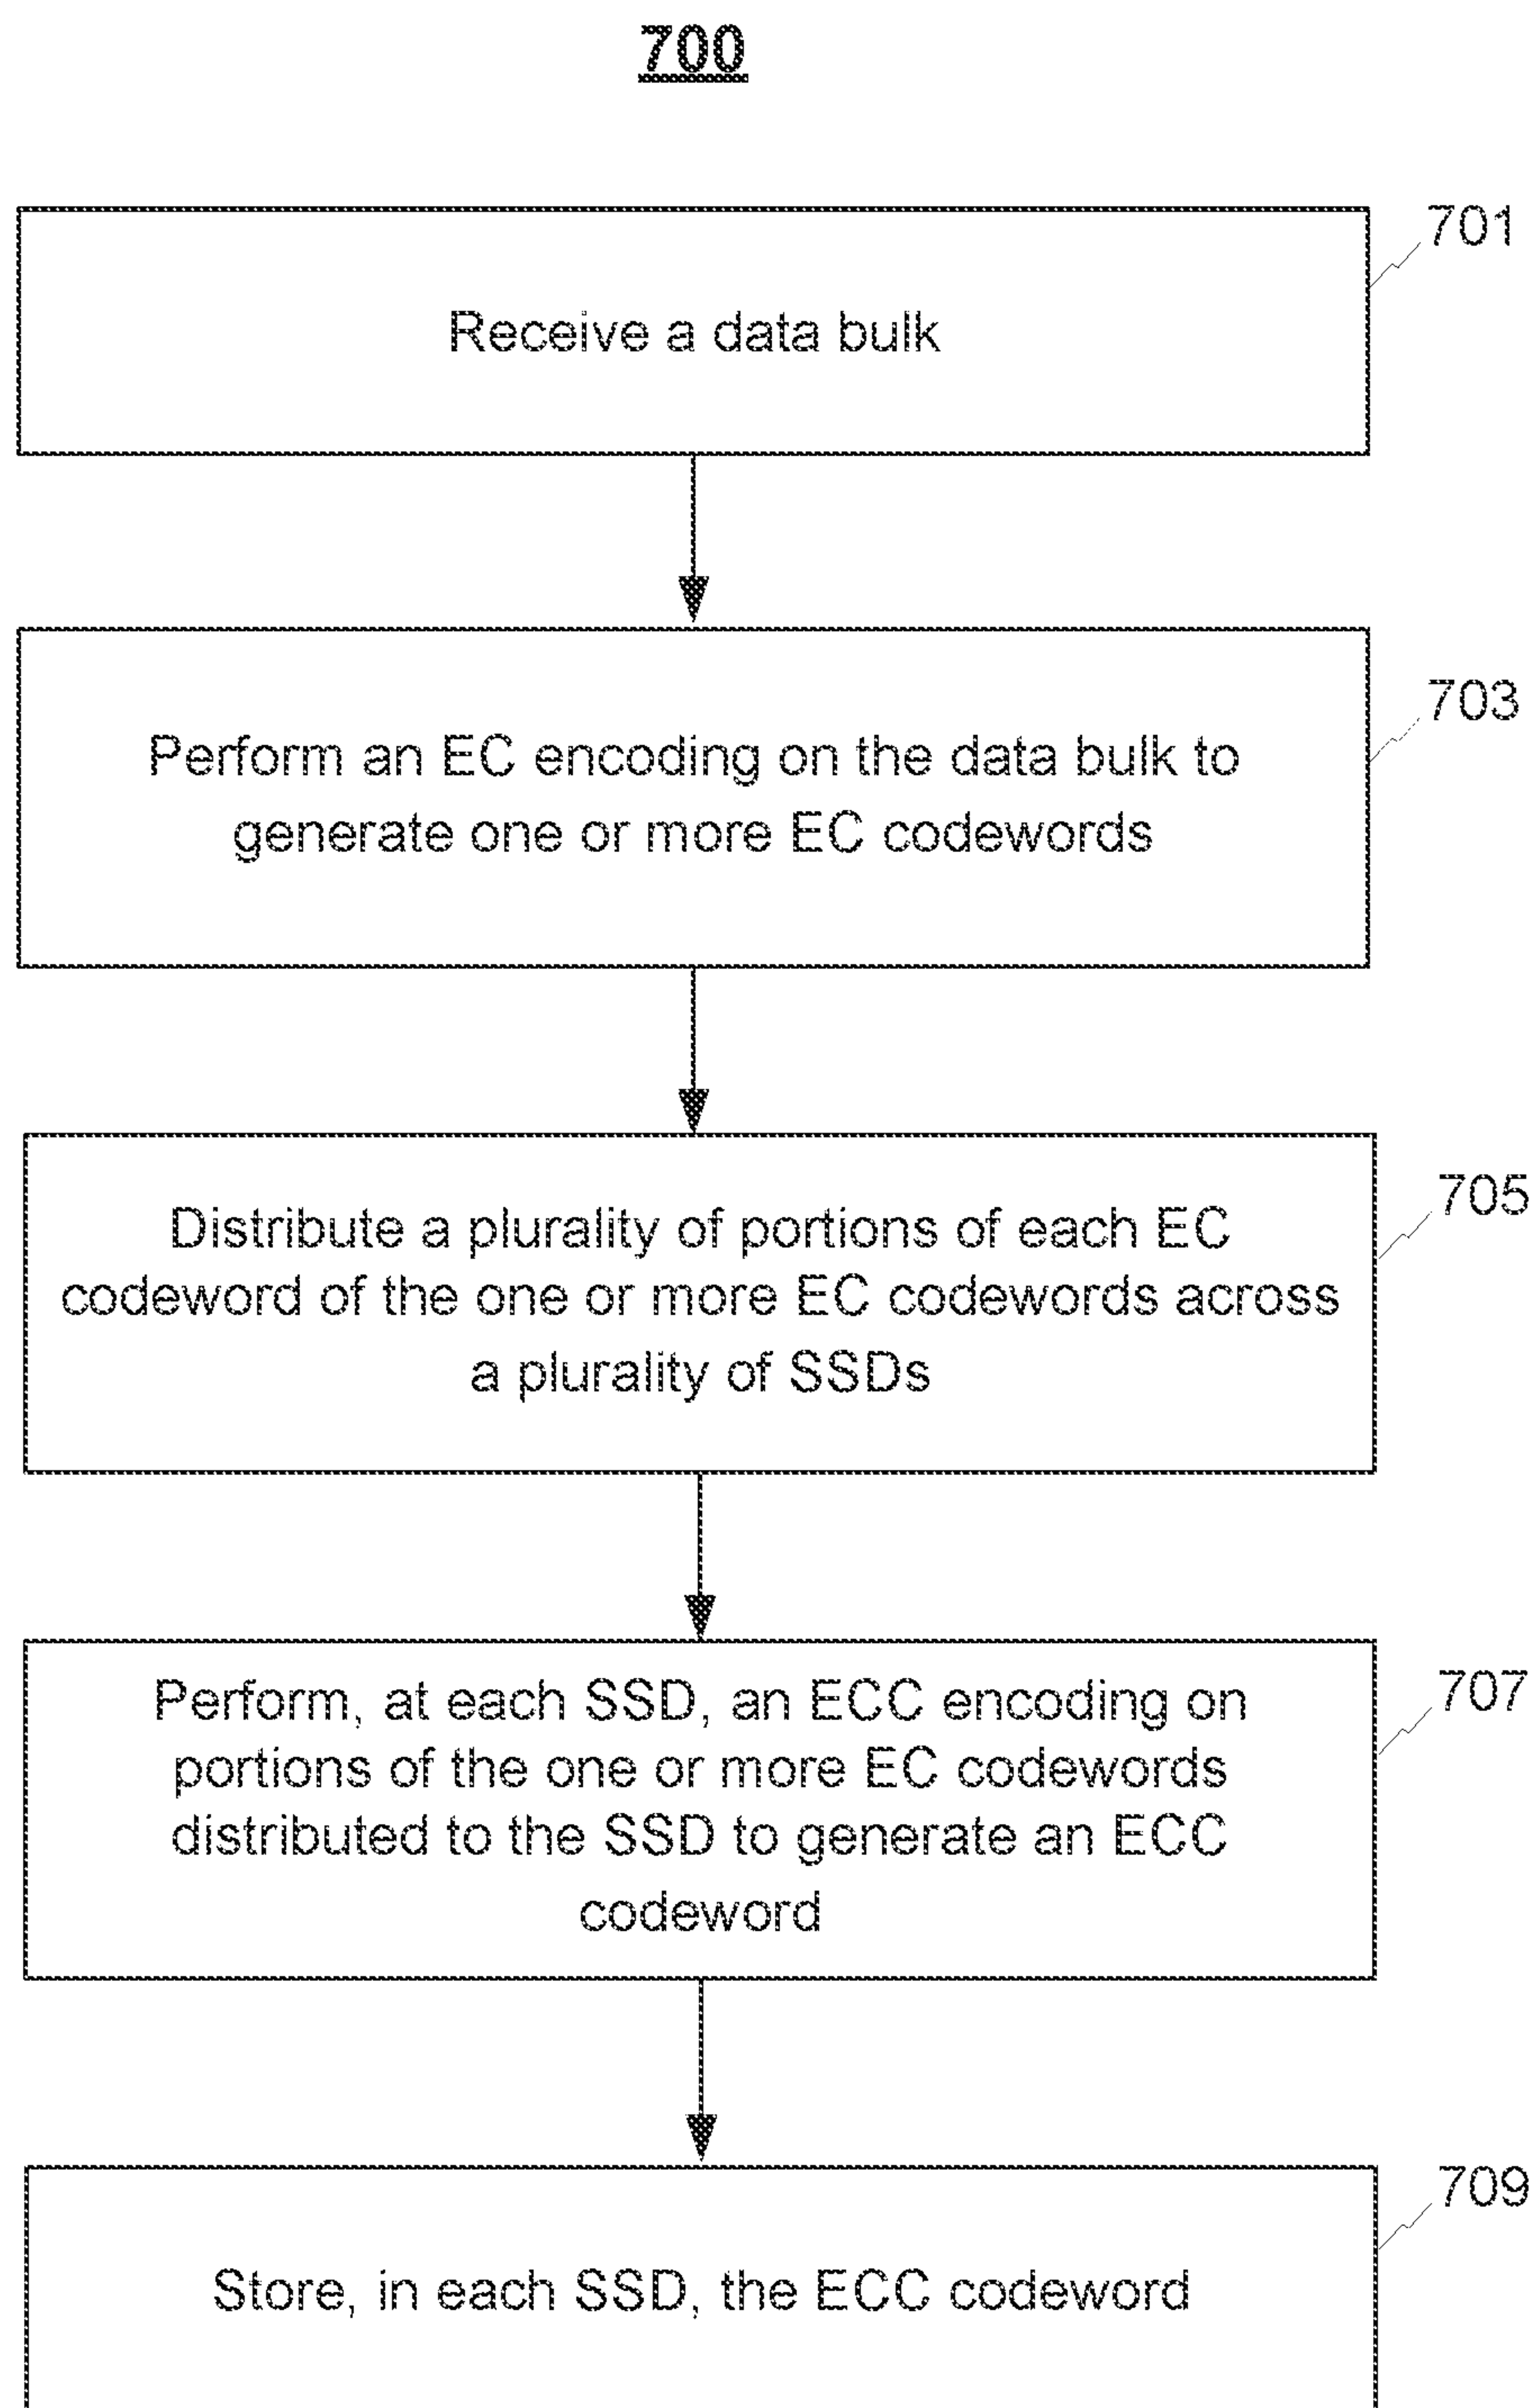 700
701
Receive a data bulk
703
Perform an EC encoding on the data bulk to
generate one or more EC codewords
705
Distribute a plurality of portions of each EC
codeword of the one or more EC codewords across
a plurality of SSDs
707
Perform, at each SSD, an ECC encoding on
portions of the one or more EC codewords
distributed to the SSD to generate an ECC
codeword
709
Store, in each SSD, the ECC codeword